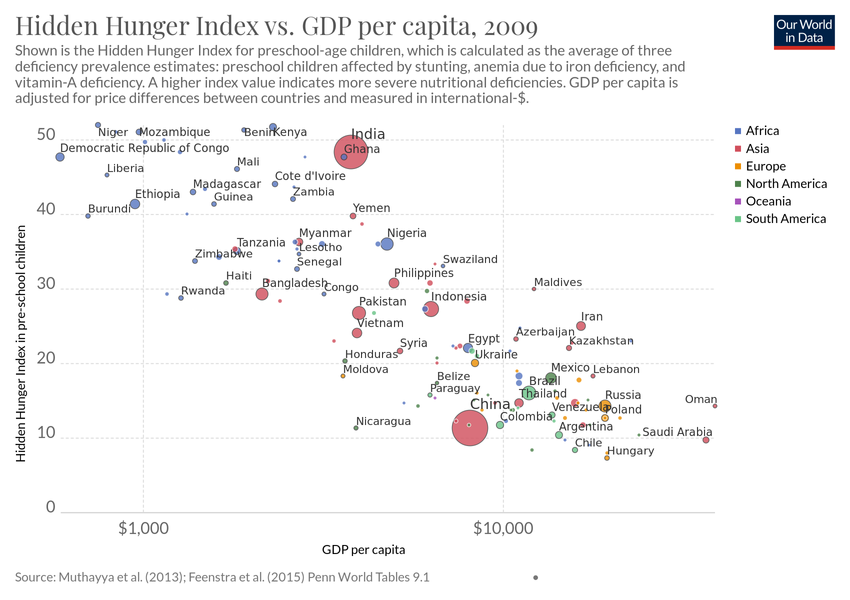 Hidden Hunger Index vs. GDP per capita, 2009
Our World
in Data
Shown is the Hidden Hunger Index for preschool-age children, which is calculated as the average of three
deficiency prevalence estimates: preschool children affected by stunting, anemia due to iron deficiency, and
vitamin-A deficiency. A higher index value indicates more severe nutritional deficiencies. GDP per capita is
adjusted for price differences between countries and measured in international-$.
Africa
Asia
Europe
North America
Oceania
South America
Hidden Hunger Index in pre-school children
50
40
30
20
10
0
Niger
Mozambique
Benin
Kenya
India
Democratic Republic of Congo
Ghana
Mali
Liberia
Cote d'Ivoire
Madagascar
Ethiopia
Zambia
Guinea
Burundi
Yemen
Myanmar
Nigeria
Tanzania
Lesotho
Zimbabwe
Senegal
Swaziland
Haiti
Bangladesh
Philippines
Maldives
Rwanda
Congo
Indonesia
Pakistan
Vietnam
Iran
Azerbaijan
Syria
Egypt
Kazakhstan
Honduras
Ukraine
Moldova
Mexico
Lebanon
Belize
Brazil
Paraguay
Thailand
Russia
China
Oman
Venezuela
Poland
Nicaragua
Colombia
Argentina
Saudi Arabia
Chile
Hungary
$1,000
$10,000
GDP per capita
Source: Muthayya et al. (2013); Feenstra et al. (2015) Penn World Tables 9.1